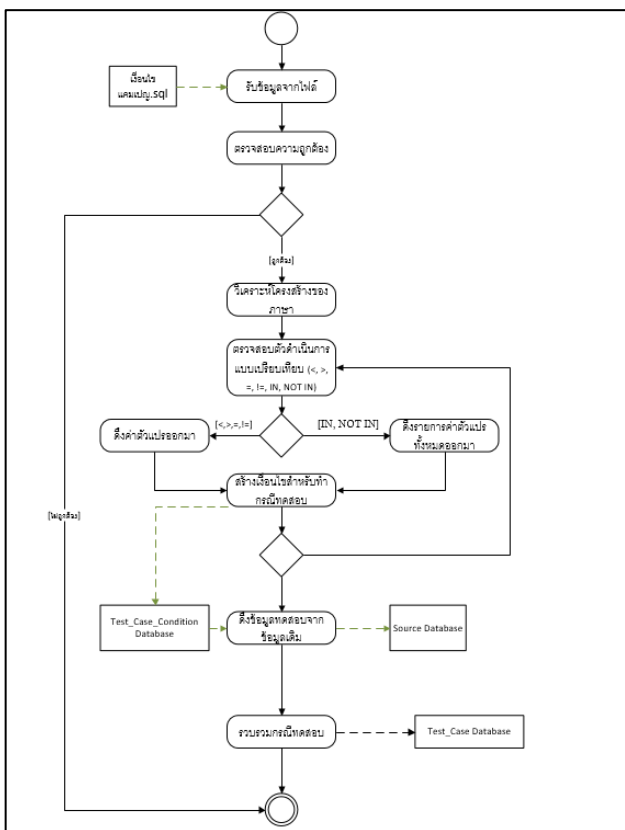 เงื่อนไข
แคมเปญ.sql
รับข้อมูลจากไฟล์
ตรวจสอบความถูกต้อง
[ถูกต้อง]
วิเคราะห์โครงสร้างของ
ภาษา
ตรวจสอบตัวดำเนินการ
แบบเปรียบเทียบ (<, >,
=, !=, IN, NOT IN)
[<,>,=,!=]
[IN, NOT IN]
ดึงค่าตัวแปรออกมา
ดึงรายการค่าตัวแปร
ทั้งหมดออกมา
สร้างเงื่อนไขสำหรับทำ
กรณีทดสอบ
[ไม่ถูกต้อง]
Test_Case_Condition
Database
ดึงข้อมูลทดสอบจาก
ข้อมูลเดิม
Source Database
รวบรวมกรณีทดสอบ
Test_Case Database